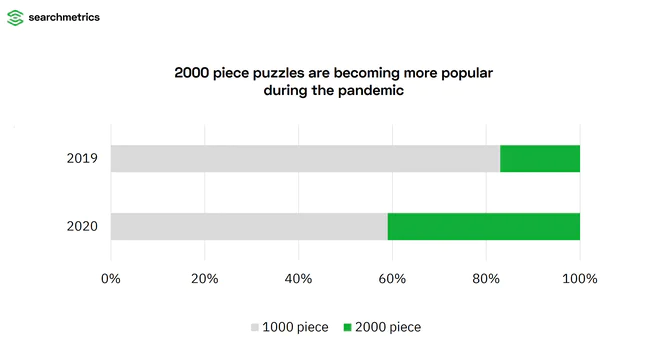 searchmetrics
2000 piece puzzles are becoming more popular
during the pandemic
2019
2020
0% 20% 40% 60% 80% 100%
1000 piece 2000 piece